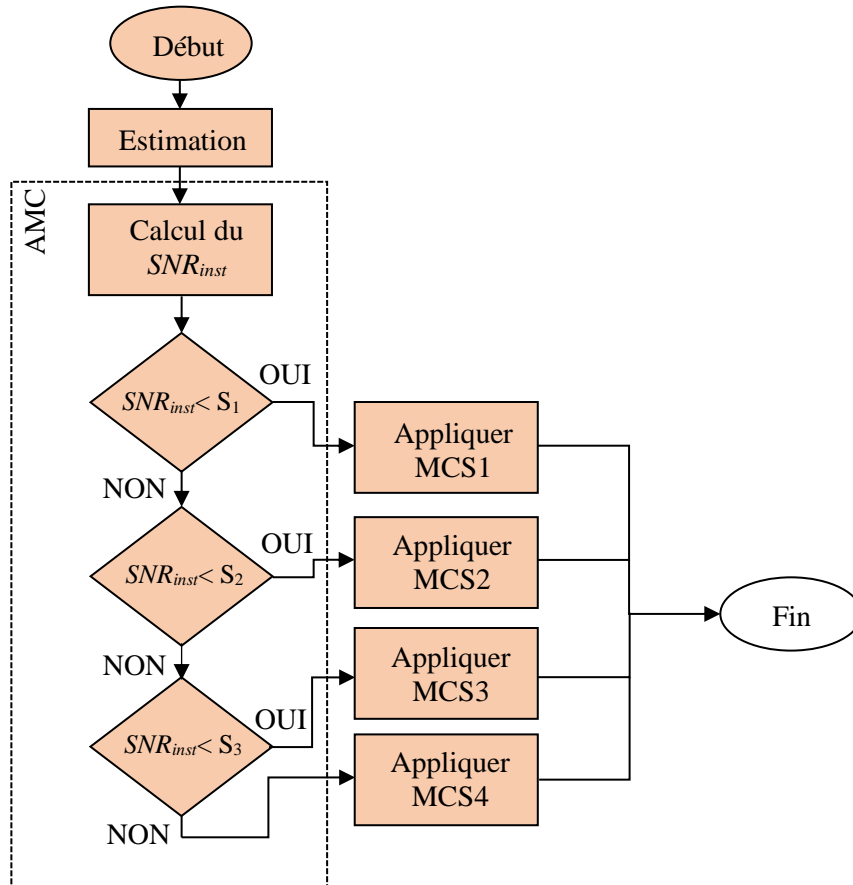 Début
Estimation
AMC
Calcul du
SNRinst
SNRinst< S1
OUI
Appliquer
MCS1
NON
SNRinst< S2
OUI
Appliquer
MCS2
Fin
NON
SNRinst< S3
OUI
Appliquer
MCS3
NON
Appliquer
MCS4